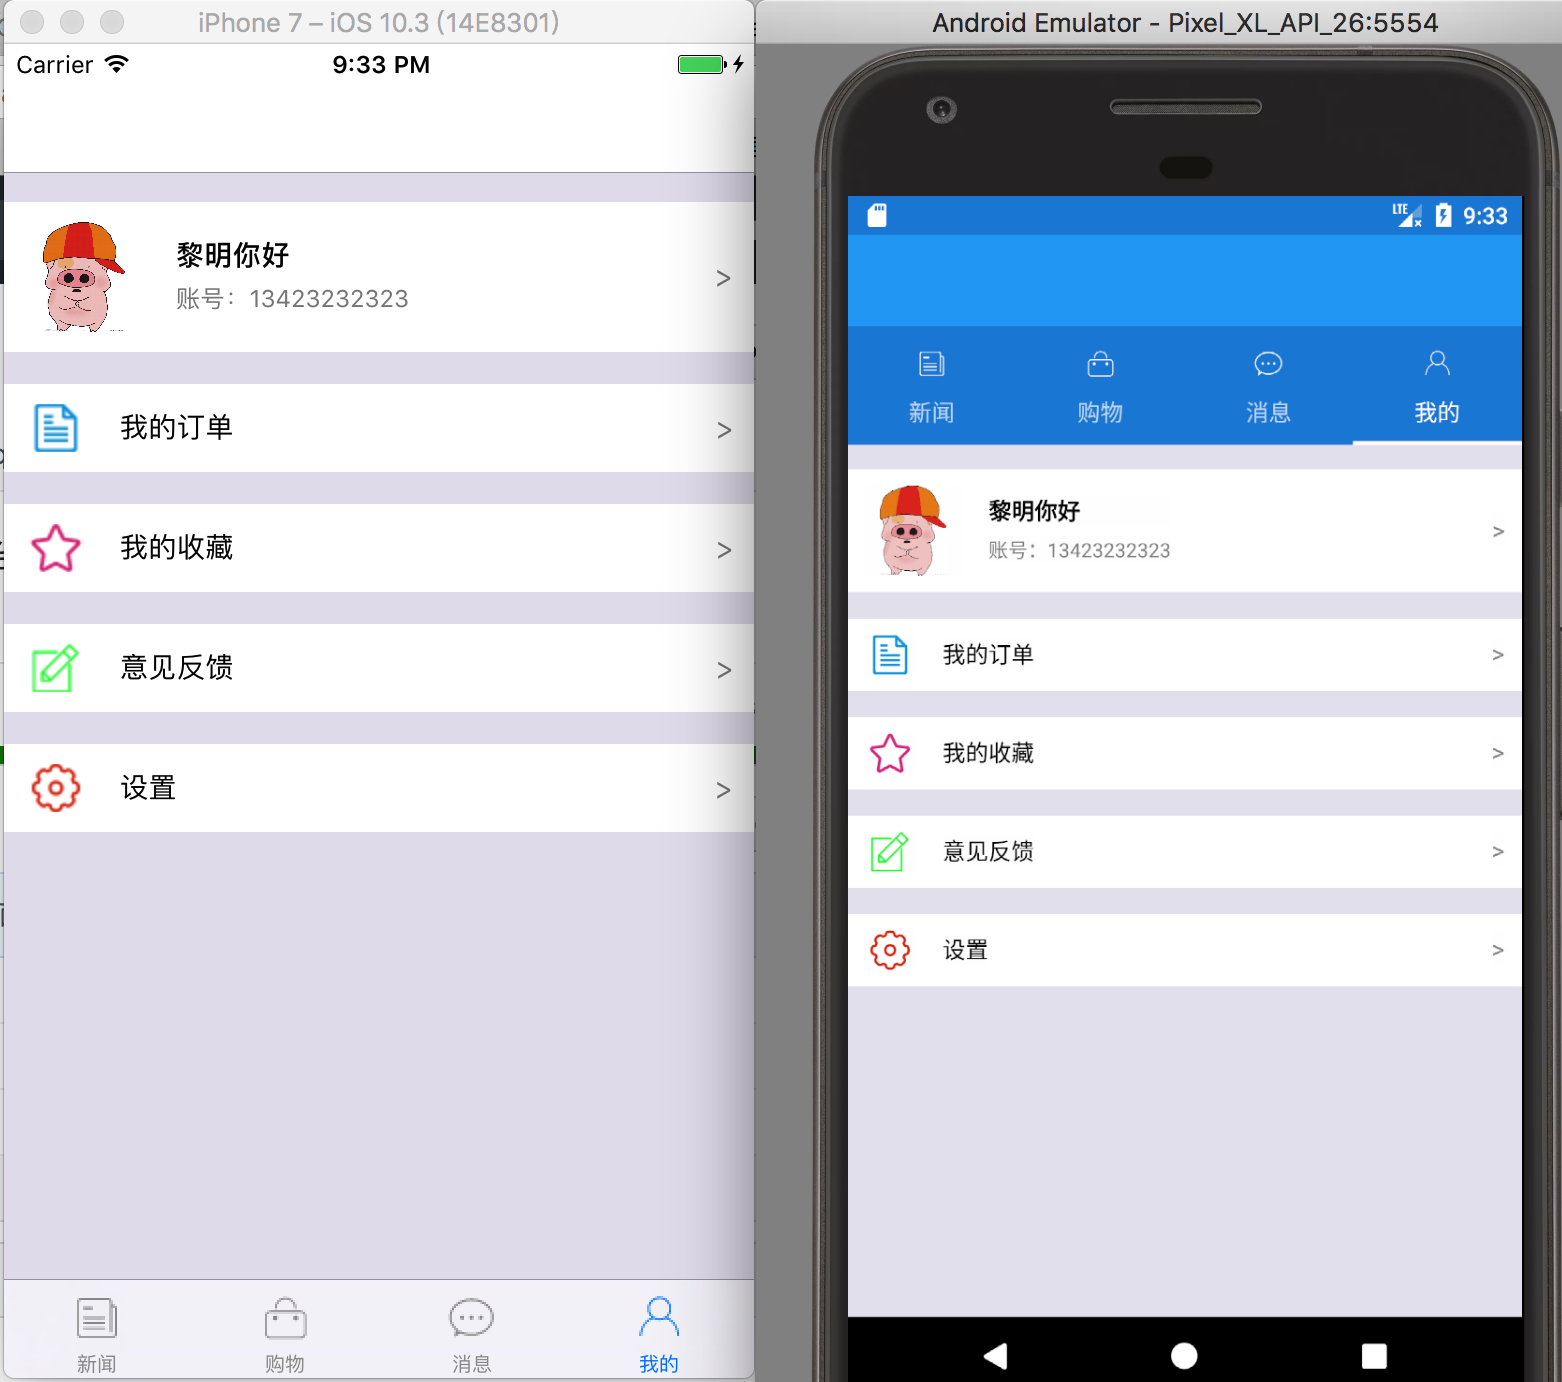 iPhone 7 – iOS 10.3 (14E8301)
Carrier 9:33 PM
黎明你好
账号：13423232323
>
我的订单 >
我的收藏 >
意见反馈 >
设置 >
新闻 购物 消息 我的
Android Emulator - Pixel_XL_API_26:5554
LTE 9:33
新闻 购物 消息 我的
黎明你好
账号：13423232323
>
我的订单 >
我的收藏 >
意见反馈 >
设置 >